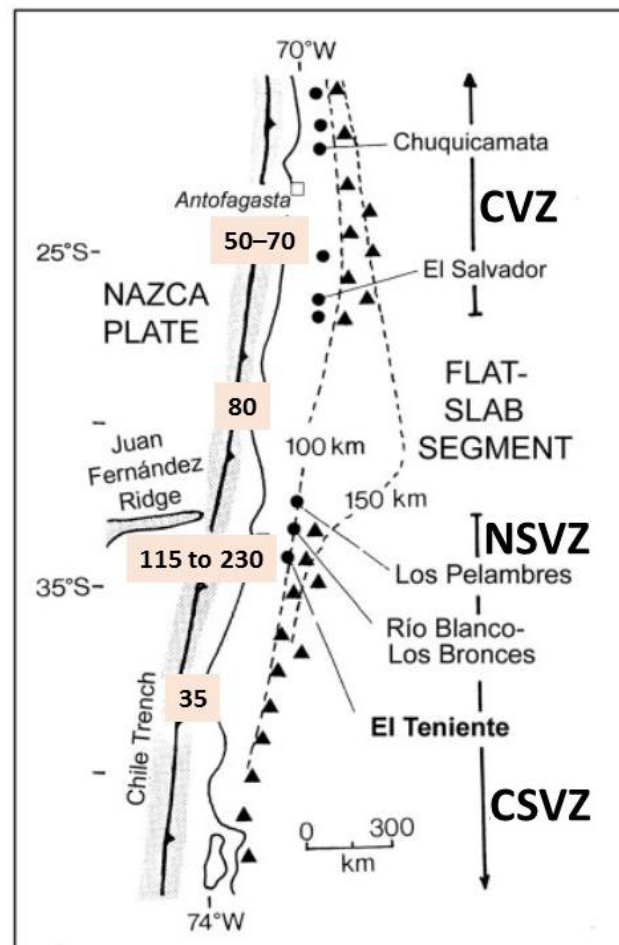 70°W
Chuquicamata
Antofagasta
CVZ
50–70
25°S
El Salvador
NAZCA
PLATE
FLAT-
SLAB
SEGMENT
80
100 km
Juan
Fernández
Ridge
150 km
NSVZ
115 to 230
35°S
Los Pelambres
Río Blanco-
Los Bronces
35
El Teniente
Chile Trench
CSVZ
0 300
km
74°W